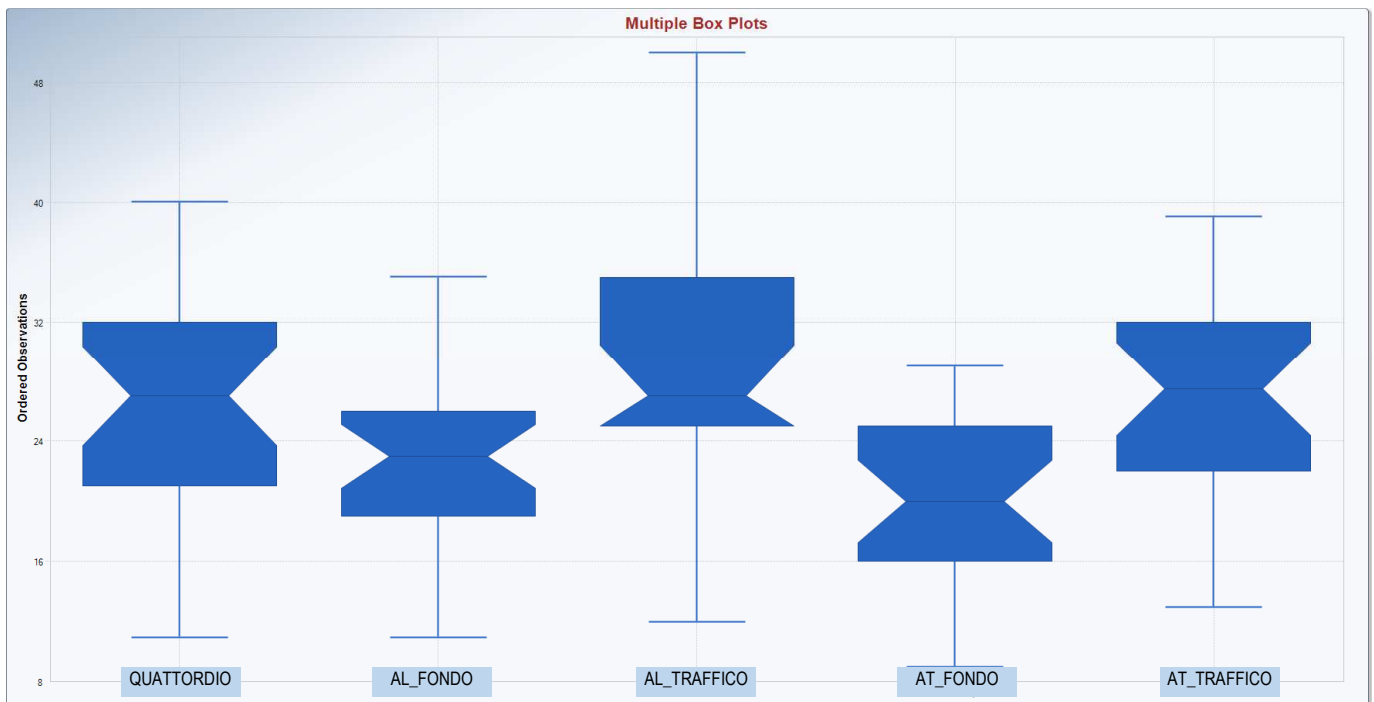 Multiple Box Plots
Ordered Observations
48
40
32
24
16
8
QUATTORDIO
AL_FONDO
AL_TRAFFICO
AT_FONDO
AT_TRAFFICO